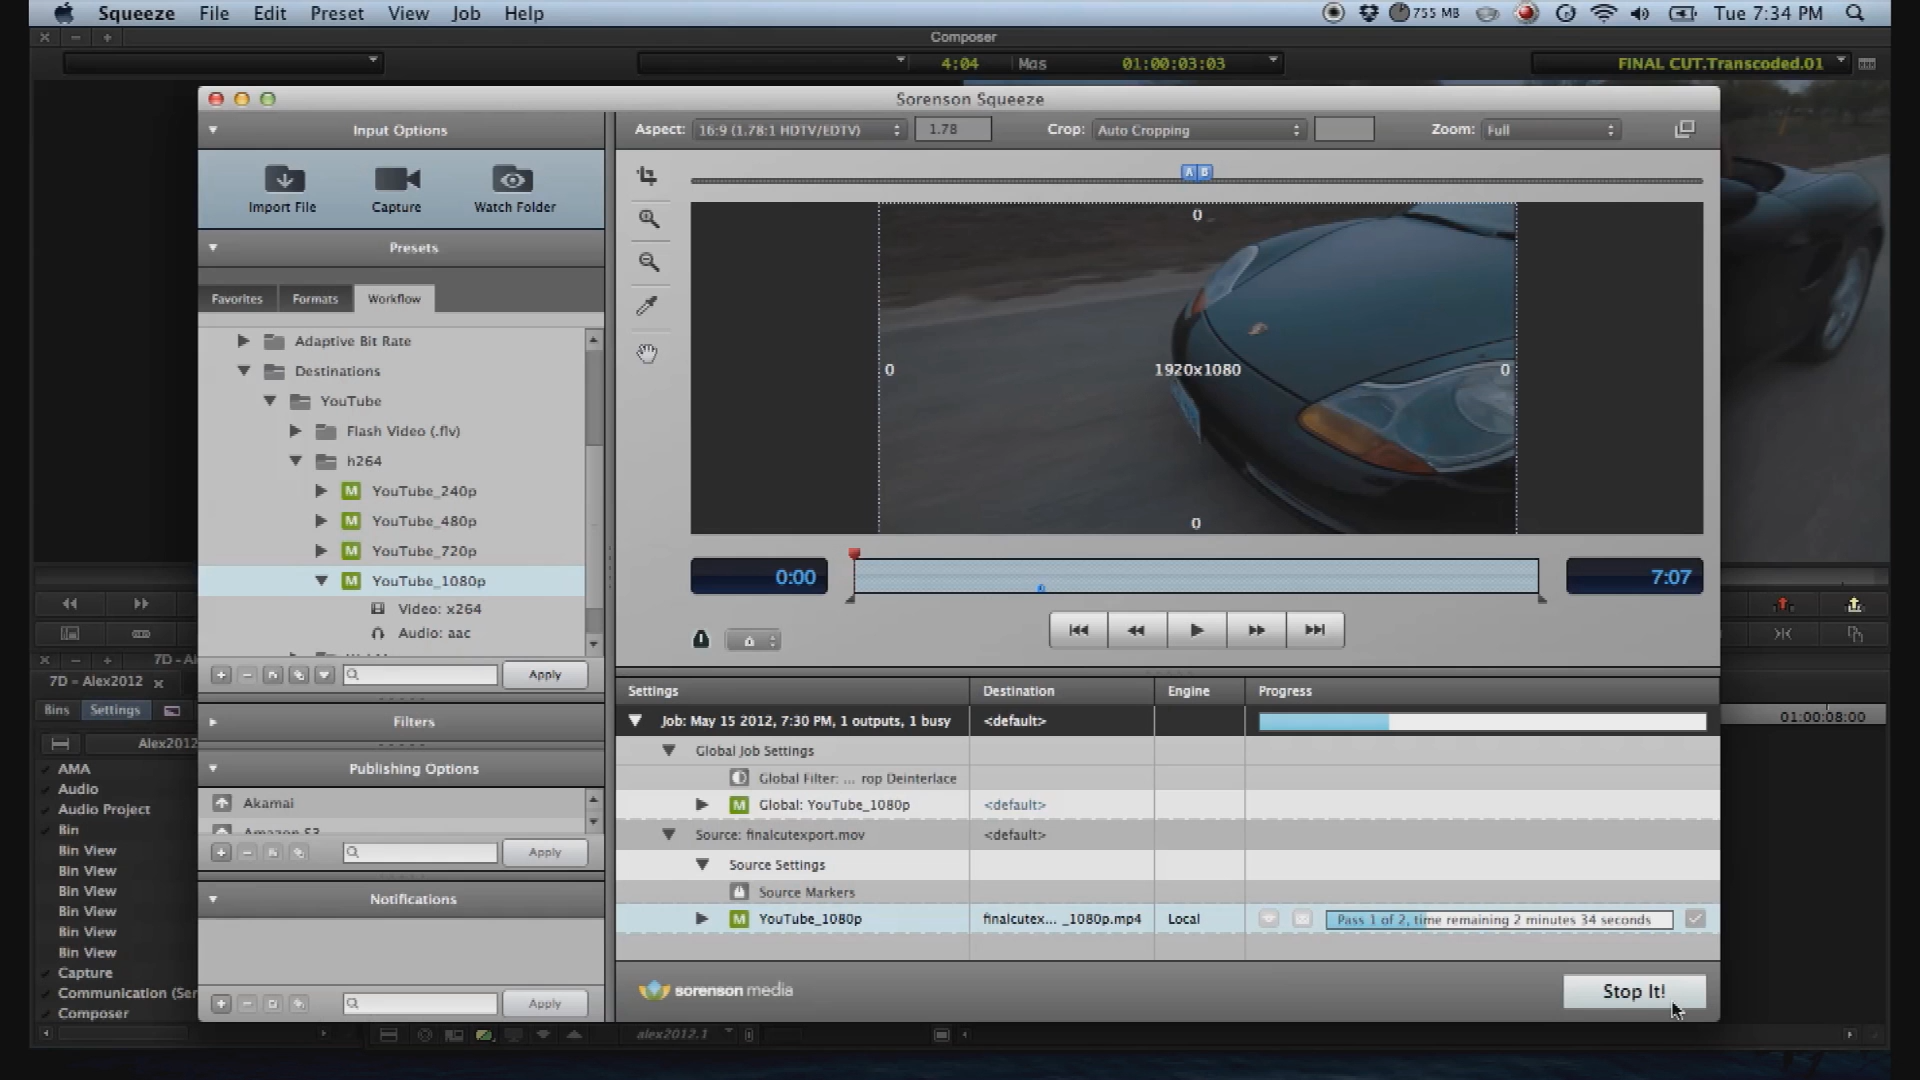 Squeeze File Edit Preset View Job Help 755 MB Tue 7:34 PM
Composer
4:04 Mas 01:00:03:03 FINAL CUT.Transcoded.01
Sorenson Squeeze
Input Options
Import File Capture Watch Folder
Presets
Favorites Formats Workflow
Adaptive Bit Rate
Destinations
YouTube
Flash Video (.flv)
h264
M YouTube_240p
M YouTube_480p
M YouTube_720p
M YouTube_1080p
Video: x264
Audio: aac
Apply
Filters
Publishing Options
Akamai
Amazon S3
Apply
Notifications
Apply
Aspect: 16:9 (1.78:1 HDTV/EDTV) 1.78 Crop: Auto Cropping Zoom: Full
A B
0
0 1920x1080 0
0
0:00 7:07
Settings Destination Engine Progress
Job: May 15 2012, 7:30 PM, 1 outputs, 1 busy <default>
Global Job Settings
Global Filter: ... rop Deinterlace
M Global: YouTube_1080p <default>
Source: finalcutexport.mov <default>
Source Settings
Source Markers
M YouTube_1080p finalcutex... _1080p.mp4 Local Pass 1 of 2, time remaining 2 minutes 34 seconds
sorenson media Stop It!
7D - Al
7D - Alex2012
Bins Settings
Alex2012
AMA
Audio
Audio Project
Bin
Bin View
Bin View
Bin View
Bin View
Bin View
Bin View
Capture
Communication (Ser
Composer
01:00:08:00
alex2012.1